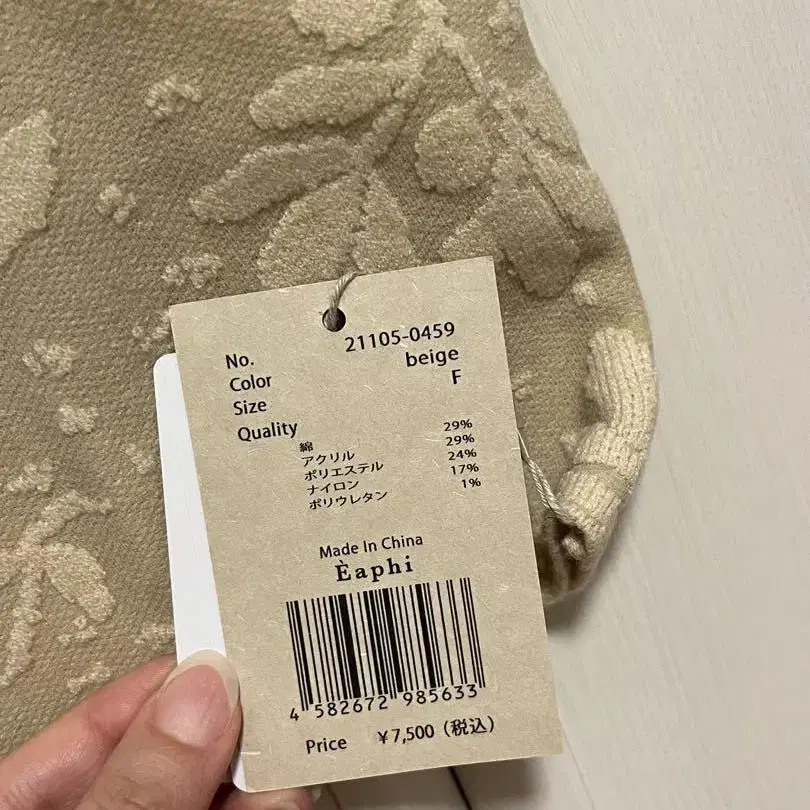 No. 21105-0459
Color beige
Size F
Quality
綿 29%
アクリル 29%
ポリエステル 24%
ナイロン 17%
ポリウレタン 1%
Made In China
Èaphi
4 582672 985633
Price ¥7,500（税込）